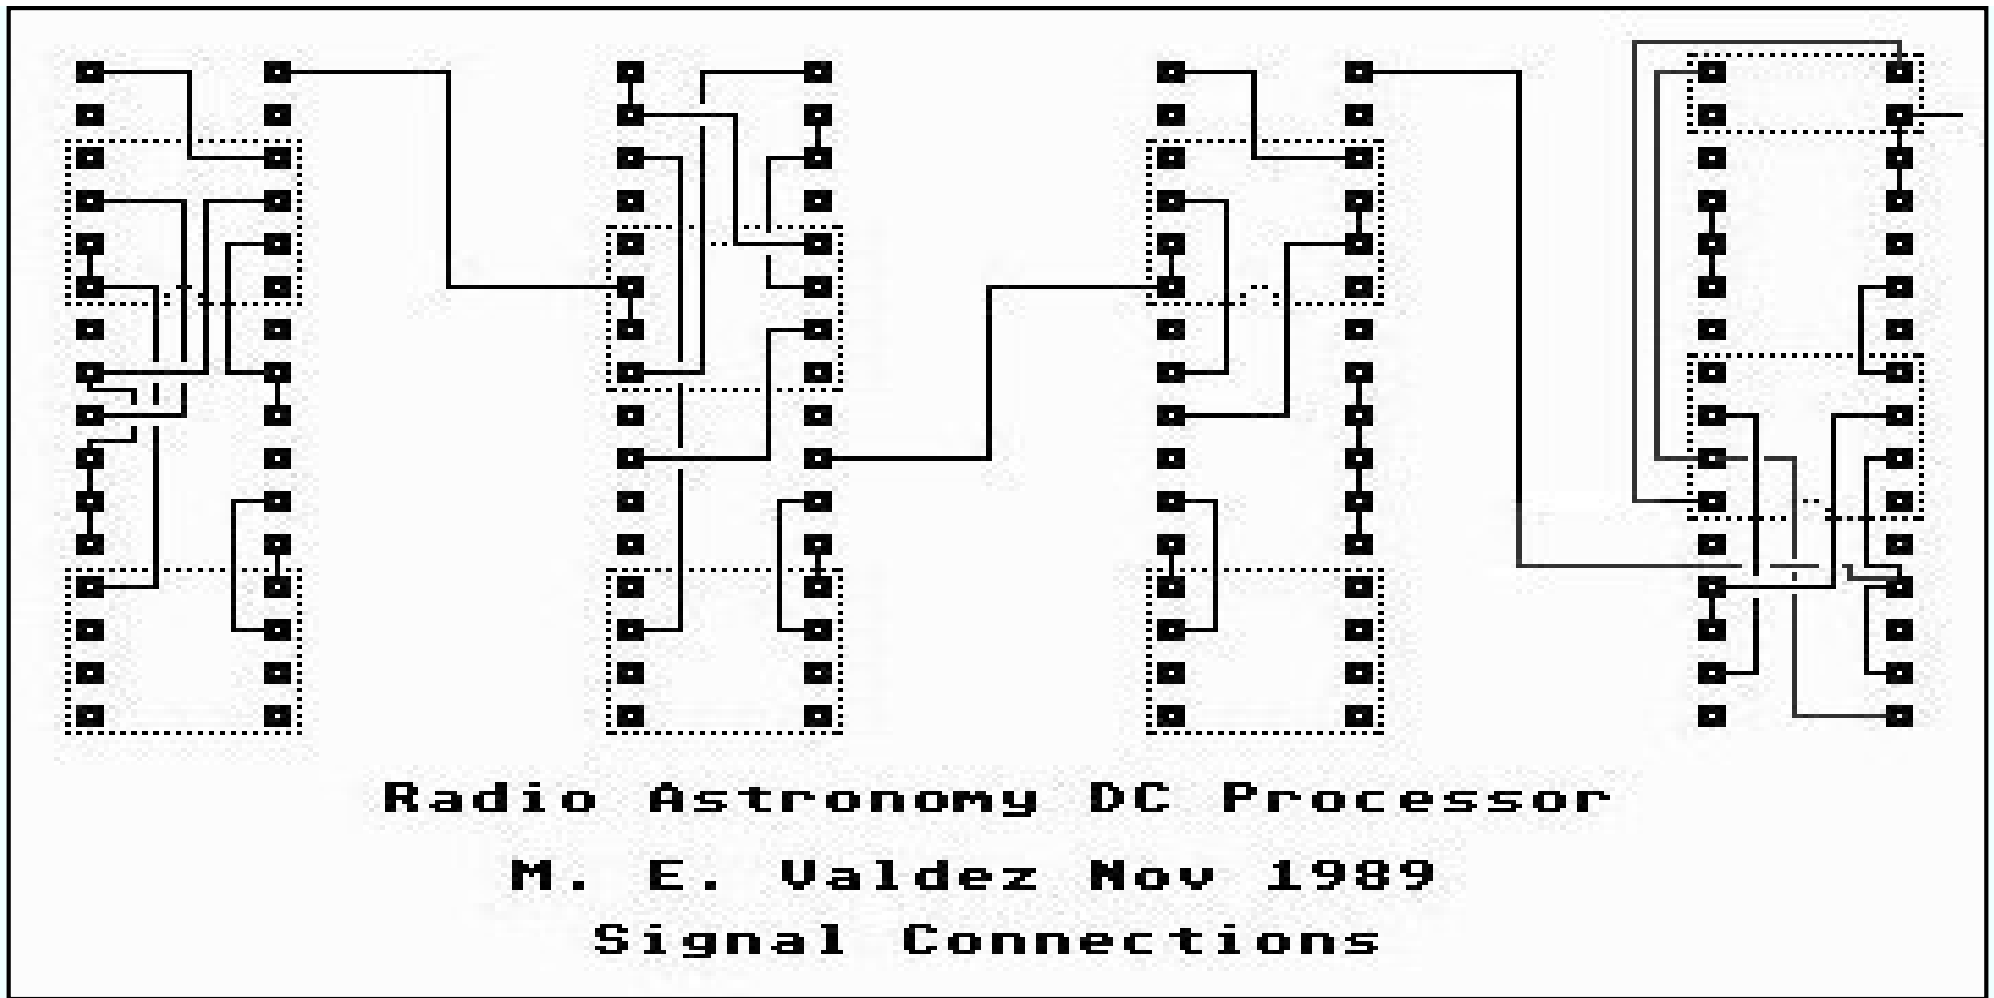 Radio Astronomy DC Processor
M. E. Valdez Nov 1989
Signal Connections